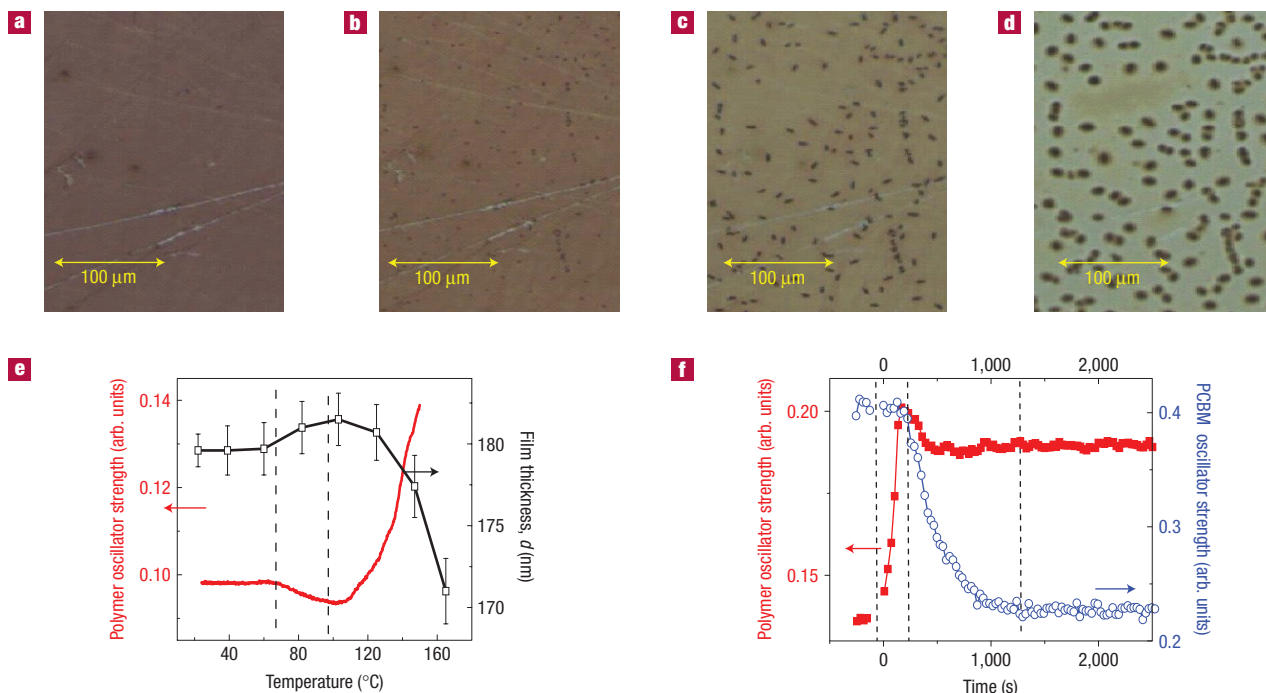 a
b
c
d
100 μm
100 μm
100 μm
100 μm
e
Polymer oscillator strength (arb. units)
0.14
0.12
0.10
180
175
170
Film thickness, d (nm)
40
80
120
160
Temperature (°C)
f
0
1,000
2,000
Polymer oscillator strength (arb. units)
0.20
0.15
0.4
0.3
0.2
PCBM oscillator strength (arb. units)
0
1,000
2,000
Time (s)